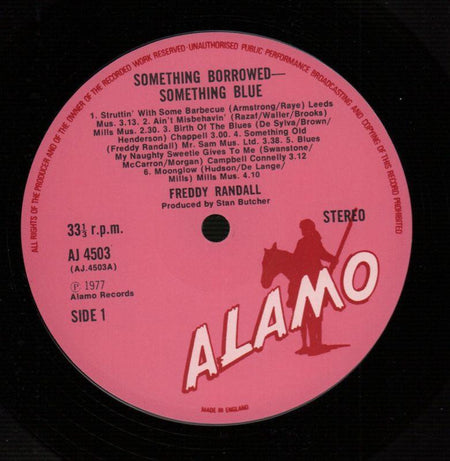 ALL RIGHTS OF THE PRODUCER AND OF THE OWNER OF THE RECORDED WORK RESERVED · UNAUTHORISED PUBLIC PERFORMANCE BROADCASTING AND COPYING OF THIS RECORD PROHIBITED
SOMETHING BORROWED—
SOMETHING BLUE
1. Struttin' With Some Barbecue (Armstrong/Raye) Leeds
Mus. 3.13. 2. Ain't Misbehavin' (Razaf/Waller/Brooks)
Mills Mus. 2.30. 3. Birth Of The Blues (De Sylva/Brown/
Henderson) Chappell 3.00. 4. Something Old
(Freddy Randall) Mr. Sam Mus. Ltd. 3.38. 5. Blues
My Naughty Sweetie Gives To Me (Swanstone/
McCarron/Morgan) Campbell Connelly 3.12
6. Moonglow (Hudson/De Lange/
Mills) Mills Mus. 4.10
FREDDY RANDALL
Produced by Stan Butcher
STEREO
33⅓ r.p.m.
AJ 4503
(AJ.4503A)
℗ 1977
Alamo Records
SIDE 1
ALAMO
MADE IN ENGLAND